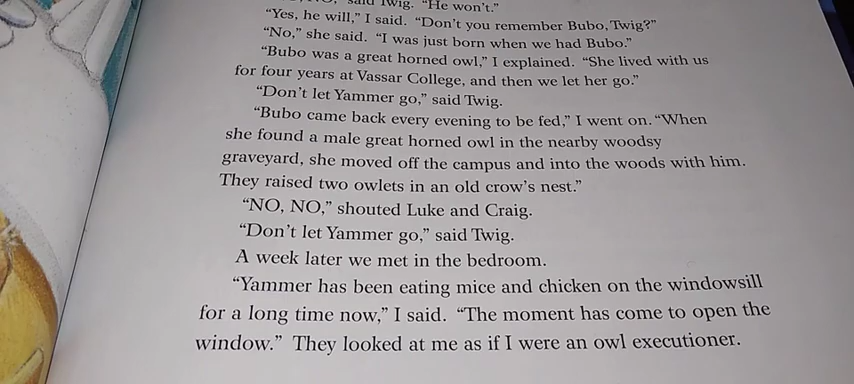 said Twig. "He won't."
"Yes, he will," I said. "Don't you remember Bubo, Twig?"
"No," she said. "I was just born when we had Bubo."
"Bubo was a great horned owl," I explained. "She lived with us
for four years at Vassar College, and then we let her go."
"Don't let Yammer go," said Twig.
"Bubo came back every evening to be fed," I went on. "When
she found a male great horned owl in the nearby woodsy
graveyard, she moved off the campus and into the woods with him.
They raised two owlets in an old crow's nest."
"NO, NO," shouted Luke and Craig.
"Don't let Yammer go," said Twig.
A week later we met in the bedroom.
"Yammer has been eating mice and chicken on the windowsill
for a long time now," I said. "The moment has come to open the
window." They looked at me as if I were an owl executioner.